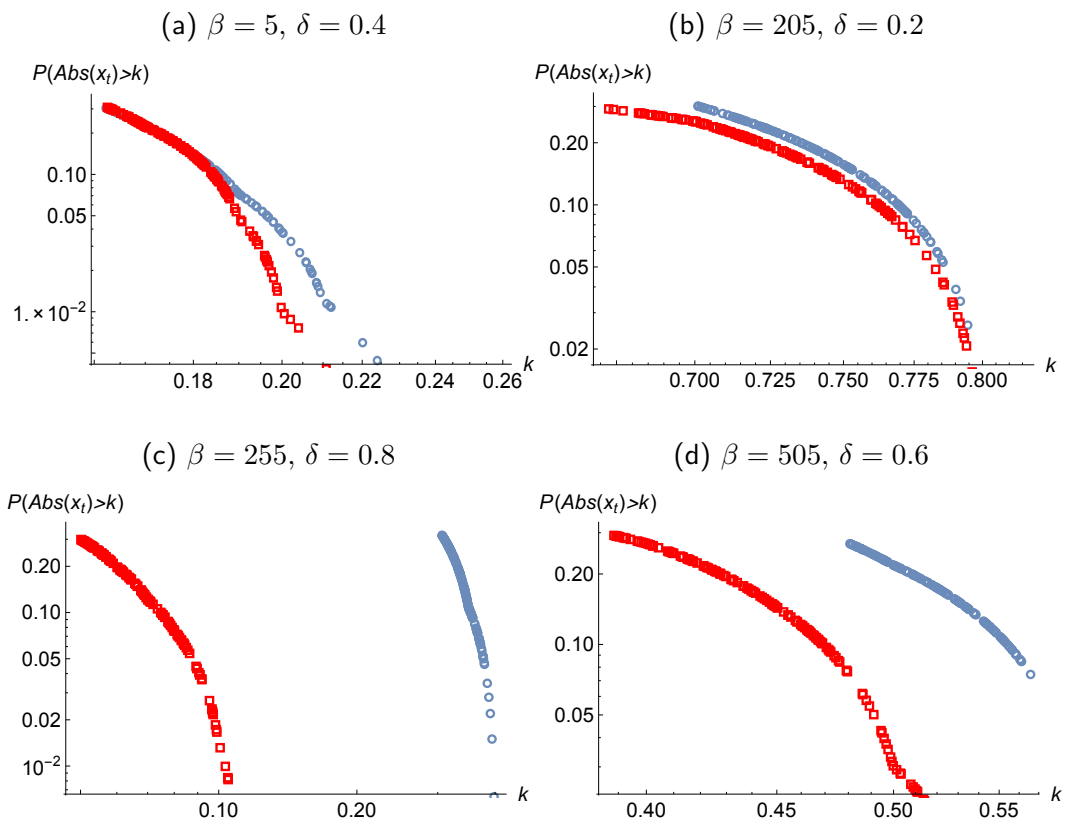 (a) β = 5, δ = 0.4
(b) β = 205, δ = 0.2
P(Abs(xₜ)>k)
0.10
0.05
1. × 10⁻²
0.18 0.20 0.22 0.24 0.26
k
P(Abs(xₜ)>k)
0.20
0.10
0.05
0.02
0.700 0.725 0.750 0.775 0.800
k
(c) β = 255, δ = 0.8
(d) β = 505, δ = 0.6
P(Abs(xₜ)>k)
0.20
0.10
0.05
0.02
10⁻²
0.10 0.20
k
P(Abs(xₜ)>k)
0.20
0.10
0.05
0.40 0.45 0.50 0.55
k